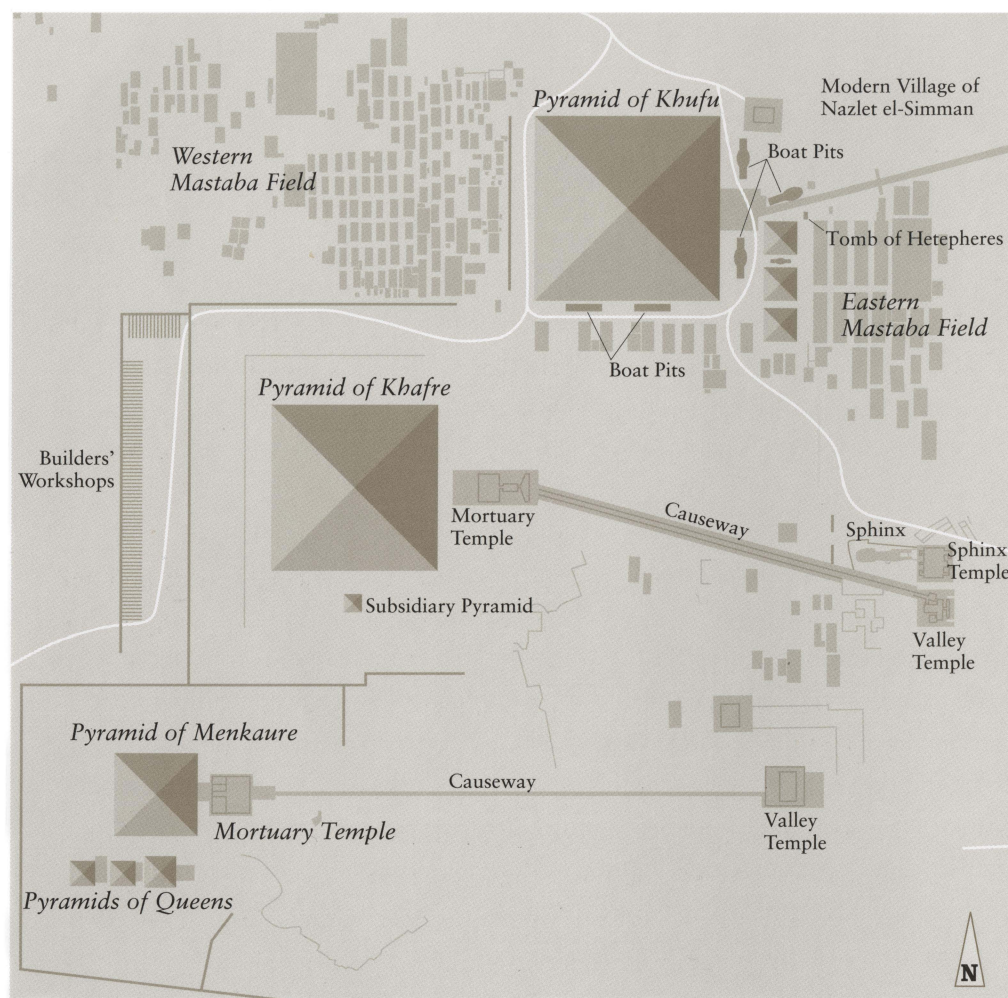 Modern Village of
Nazlet el-Simman
Pyramid of Khufu
Boat Pits
Western
Mastaba Field
Tomb of Hetepheres
Eastern
Mastaba Field
Boat Pits
Pyramid of Khafre
Builders'
Workshops
Mortuary
Temple
Causeway
Sphinx
Sphinx
Temple
Subsidiary Pyramid
Valley
Temple
Pyramid of Menkaure
Causeway
Mortuary Temple
Valley
Temple
Pyramids of Queens
N